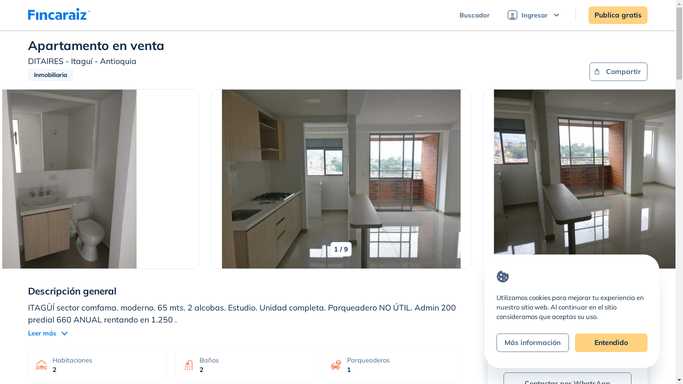 Fincaraiz
Buscador
Ingresar
Publica gratis
Apartamento en venta
DITAIRES - Itaguí - Antioquia
Inmobiliaria
Compartir
1 / 9
Descripción general
ITAGÜÍ sector comfama. moderno. 65 mts. 2 alcobas. Estudio. Unidad completa. Parqueadero NO ÚTIL. Admin 200
predial 660 ANUAL rentando en 1.250 .
Leer más
Habitaciones
2
Baños
2
Parqueaderos
1
Utilizamos cookies para mejorar tu experiencia en
nuestro sitio web. Al continuar en el sitio
consideramos que aceptas su uso.
Más información
Entendido
Contactar por WhatsApp